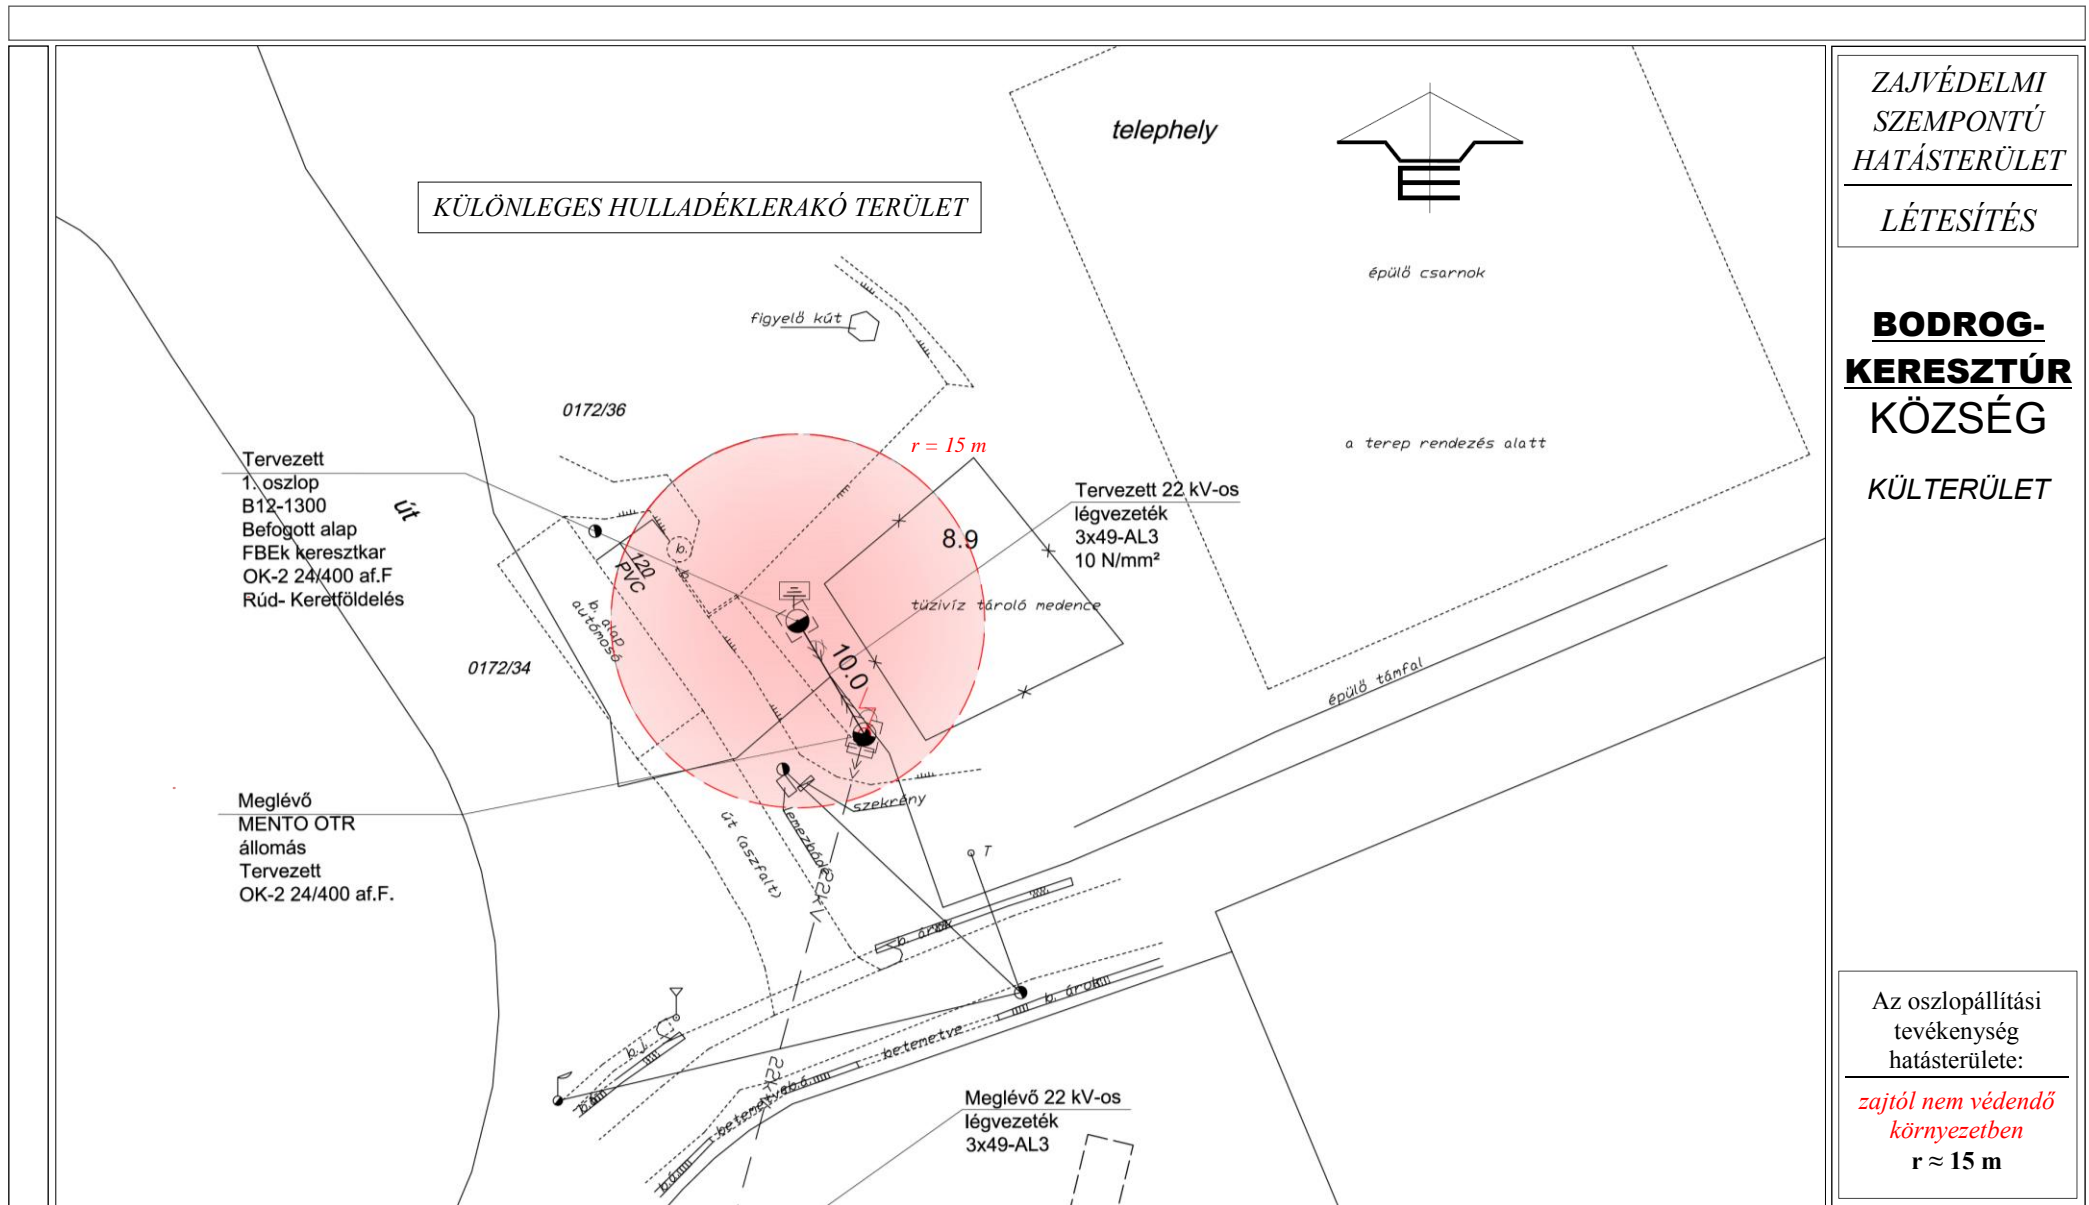 ZAJVÉDELMI
SZEMPONTÚ
HATÁSTERÜLET
LÉTESÍTÉS
BODROG-
KERESZTÚR
KÖZSÉG
KÜLTERÜLET
telephely
KÜLÖNLEGES HULLADÉKLERAKÓ TERÜLET
épülő csarnok
figyelő kút
0172/36
r = 15 m
a terep rendezés alatt
Tervezett
1. oszlop
B12-1300
Befogott alap
FBEk keresztkar
OK-2 24/400 af.F
Rúd- Keretföldelés
út
Tervezett 22 kV-os
légvezeték
3x49-AL3
10 N/mm²
8.9
b.
120
PVC
b.
b. alap
autómosó
tüzivíz tároló medence
10.0
0172/34
épülő támfal
Meglévő
MENTO OTR
állomás
Tervezett
OK-2 24/400 af.F.
szekrény
lemezbódé
út (aszfalt)
T
b. árok
b. árok
betemetve
b.á.
betemetve
Meglévő 22 kV-os
légvezeték
3x49-AL3
Az oszlopállítási
tevékenység
hatásterülete:
zajtól nem védendő
környezetben
r ≈ 15 m